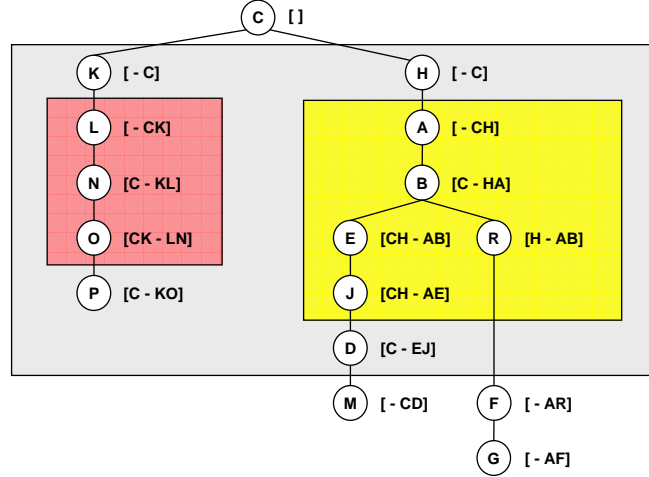 C [ ]
K [ - C] H [ - C]
L [ - CK] A [ - CH]
N [C - KL] B [C - HA]
O [CK - LN] E [CH - AB] R [H - AB]
P [C - KO] J [CH - AE]
D [C - EJ]
M [ - CD] F [ - AR]
G [ - AF]